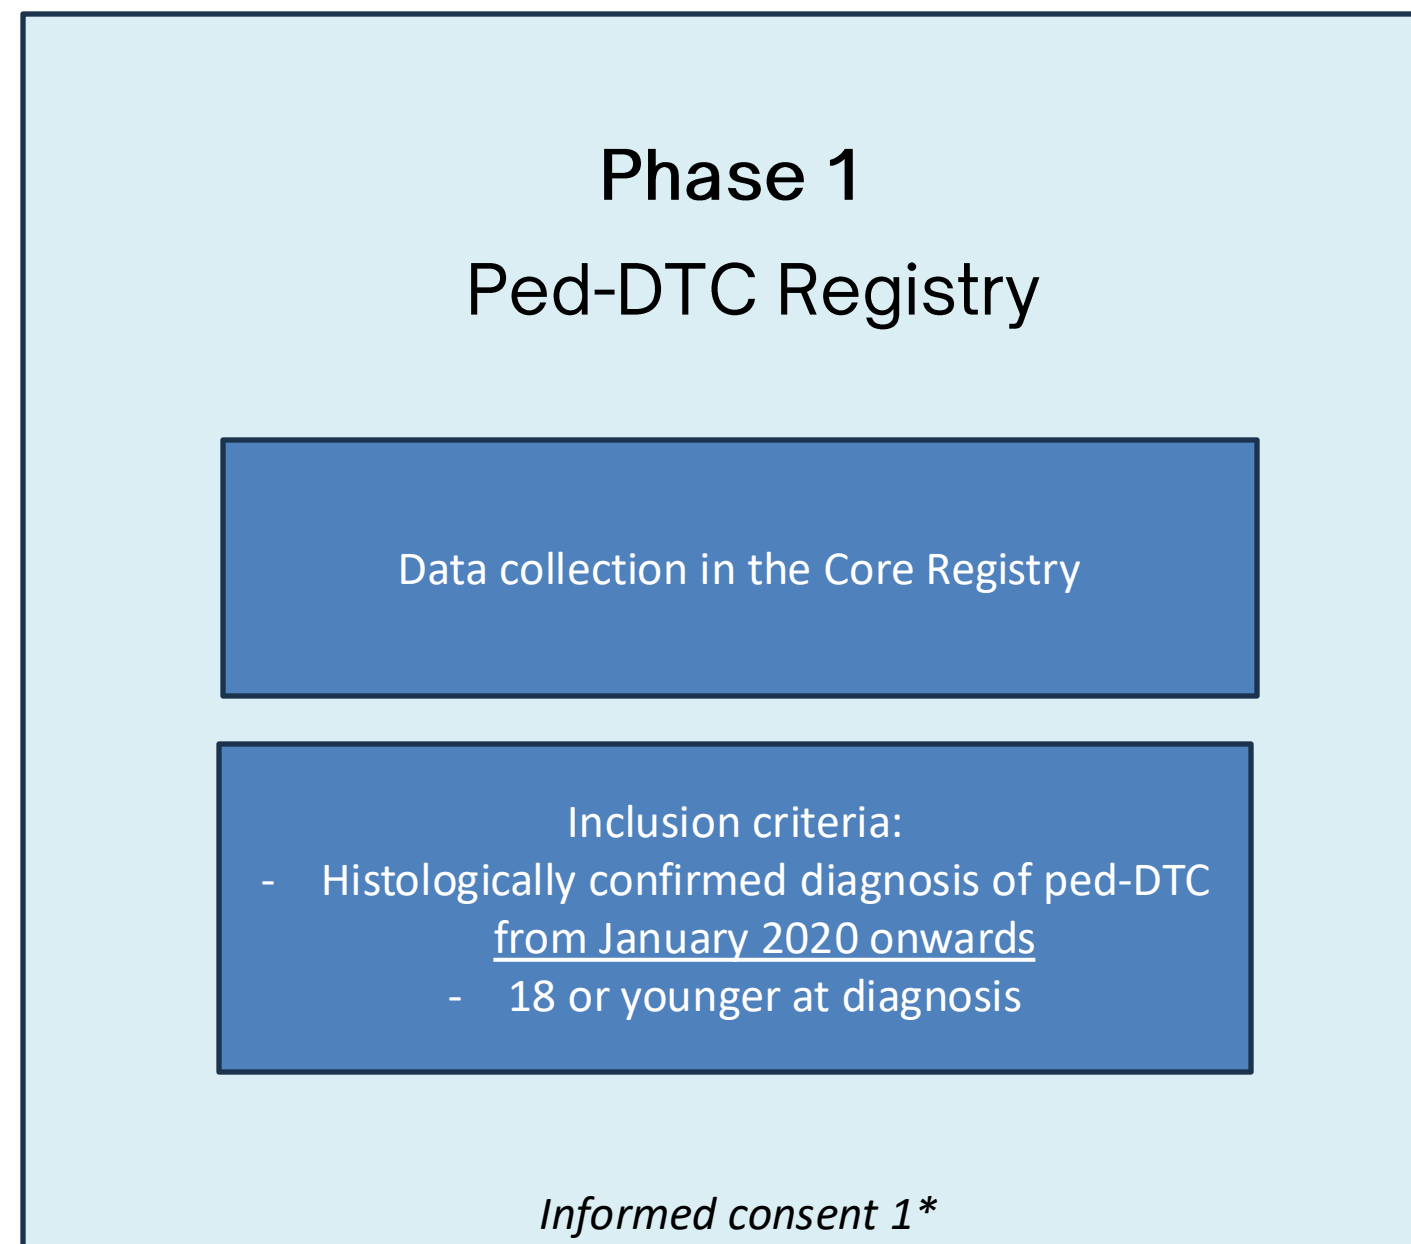 Phase 1
Ped-DTC Registry
Data collection in the Core Registry
Inclusion criteria:
- Histologically confirmed diagnosis of ped-DTC
from January 2020 onwards
- 18 or younger at diagnosis
Informed consent 1*